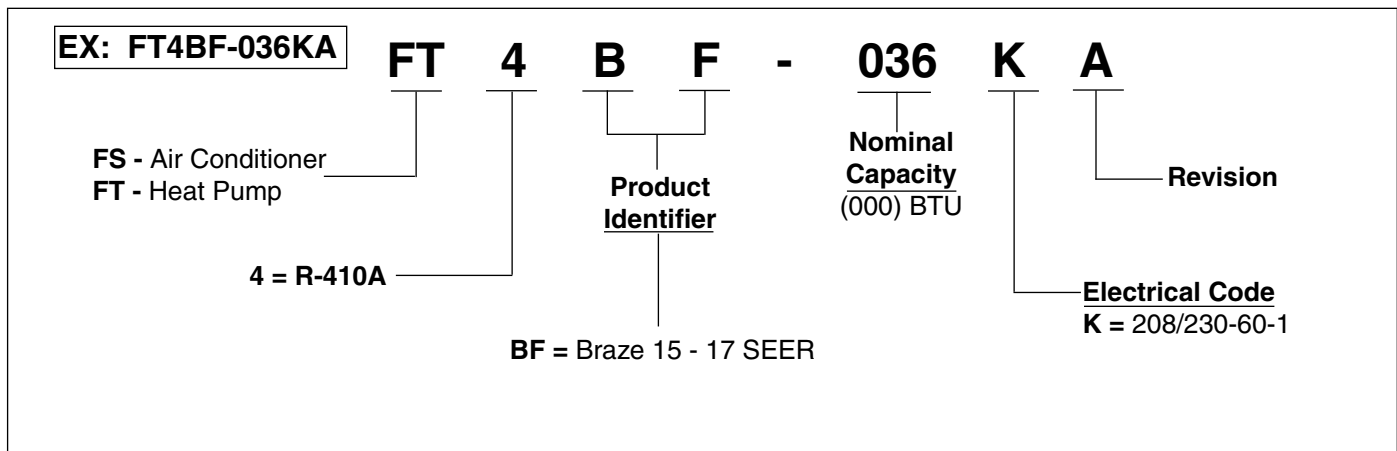 EX: FT4BF-036KA
FT 4 B F - 036 K A
FS - Air Conditioner
FT - Heat Pump
4 = R-410A
Product
Identifier
BF = Braze 15 - 17 SEER
Nominal
Capacity
(000) BTU
Revision
Electrical Code
K = 208/230-60-1